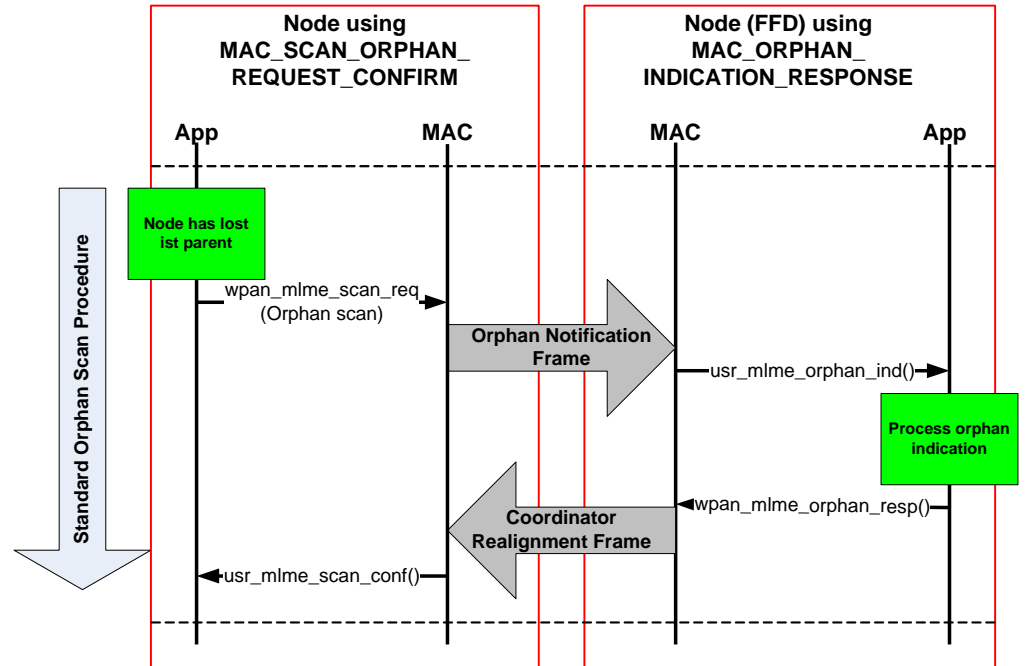 Node using
MAC_SCAN_ORPHAN_
REQUEST_CONFIRM
Node (FFD) using
MAC_ORPHAN_
INDICATION_RESPONSE
App
MAC
MAC
App
Standard Orphan Scan Procedure
Node has lost
ist parent
wpan_mlme_scan_req
(Orphan scan)
Orphan Notification
Frame
usr_mlme_orphan_ind()
Process orphan
indication
wpan_mlme_orphan_resp()
Coordinator
Realignment Frame
usr_mlme_scan_conf()